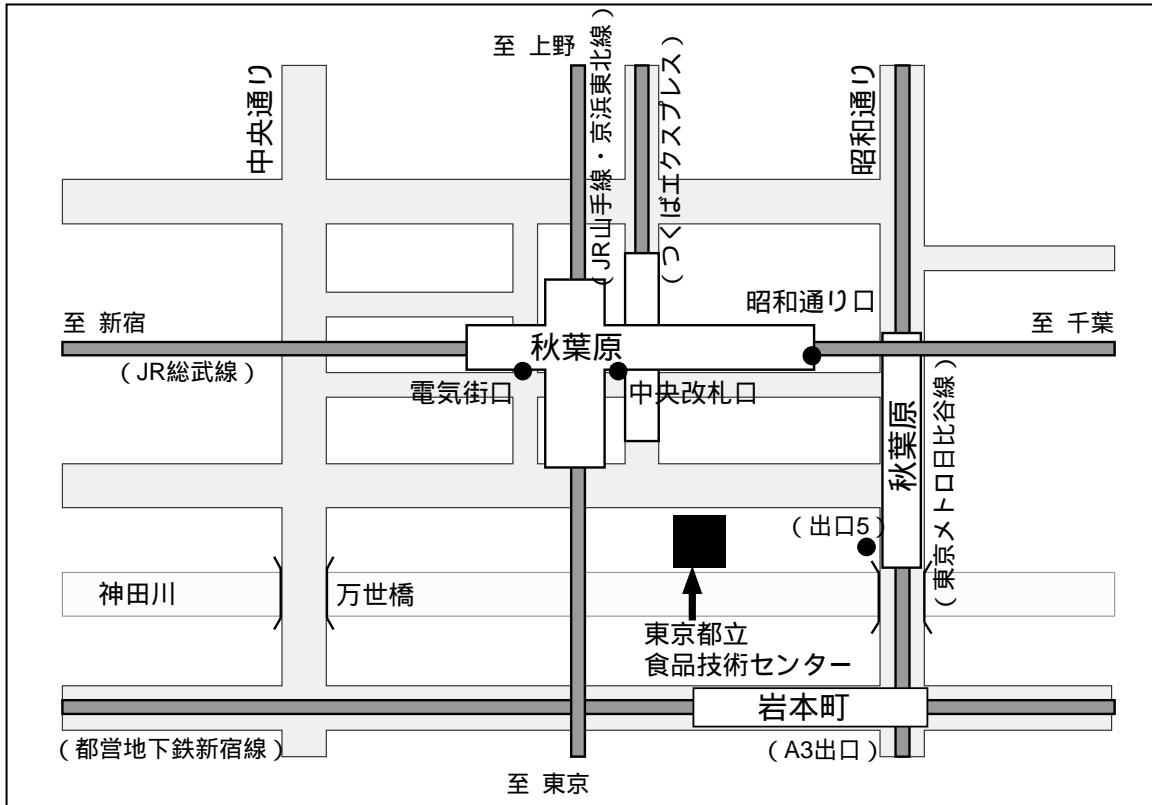 至 上野
中央通り
（JR山手線・京浜東北線）
（つくばエクスプレス）
昭和通り
昭和通り口
至 新宿
秋葉原
至 千葉
（JR総武線）
電気街口
中央改札口
秋葉原
（東京メトロ日比谷線）
（出口5）
神田川
万世橋
東京都立
食品技術センター
岩本町
（都営地下鉄新宿線）
（A3出口）
至 東京